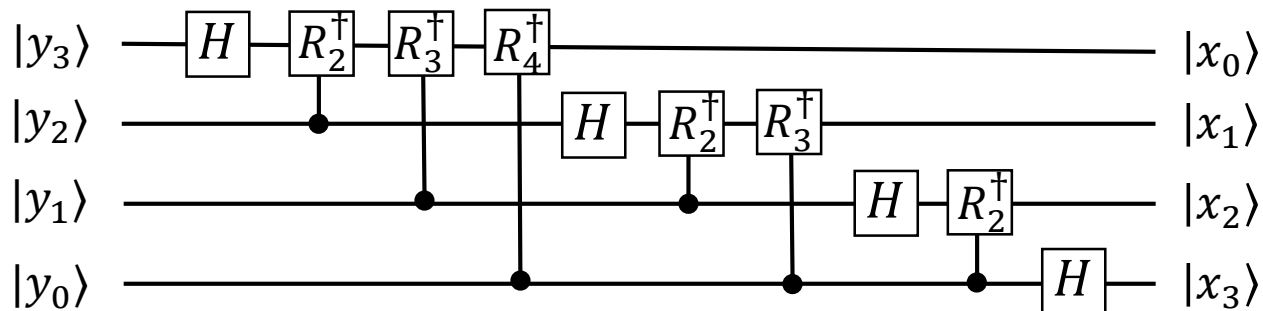 |y₃⟩ H R₂† R₃† R₄† |x₀⟩
|y₂⟩ H R₂† R₃† |x₁⟩
|y₁⟩ H R₂† |x₂⟩
|y₀⟩ H |x₃⟩